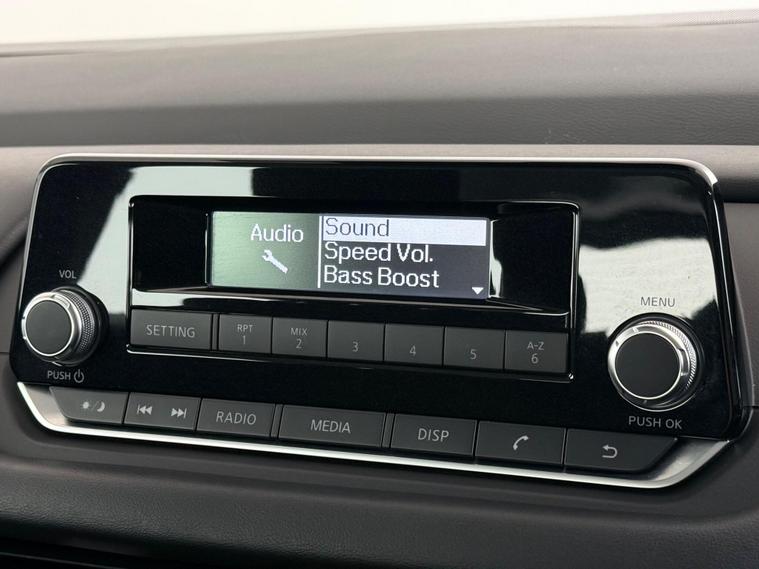 Audio
Sound
Speed Vol.
Bass Boost
VOL
MENU
SETTING
RPT
1
MIX
2
3
4
5
A-Z
6
PUSH
PUSH OK
RADIO
MEDIA
DISP